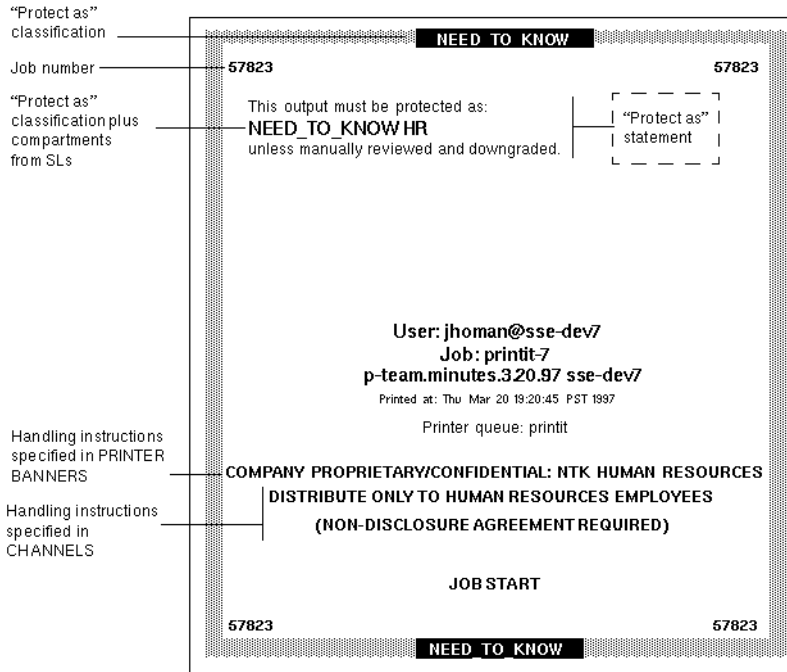 “Protect as”
classification
NEED_TO_KNOW
Job number
57823
57823
“Protect as”
classification plus
compartments
from SLs
This output must be protected as:
NEED_TO_KNOW HR
unless manually reviewed and downgraded.
“Protect as”
statement
User: jhoman@sse-dev7
Job: printit-7
p-team.minutes.3.20.97 sse-dev7
Printed at: Thu Mar 20 19:20:45 PST 1997
Printer queue: printit
Handling instructions
specified in PRINTER
BANNERS
COMPANY PROPRIETARY/CONFIDENTIAL: NTK HUMAN RESOURCES
Handling instructions
specified in
CHANNELS
DISTRIBUTE ONLY TO HUMAN RESOURCES EMPLOYEES
(NON-DISCLOSURE AGREEMENT REQUIRED)
JOB START
57823
57823
NEED_TO_KNOW